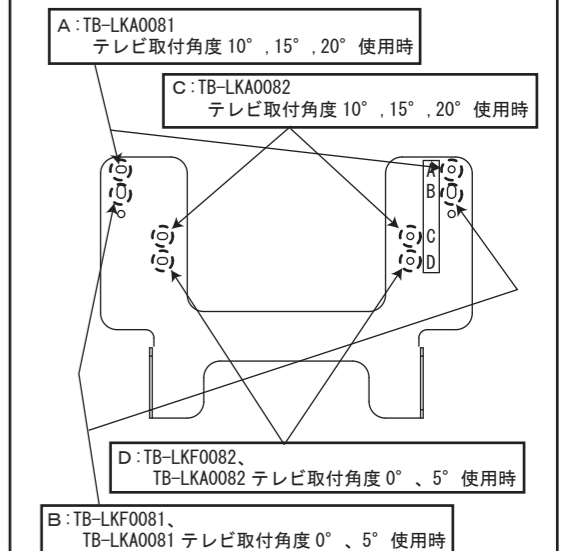 A:TB-LKA0081
テレビ取付角度 10°,15°,20°使用時
C:TB-LKA0082
テレビ取付角度 10°,15°,20°使用時
A
B
C
D
D:TB-LKF0082、
TB-LKA0082 テレビ取付角度 0°、5°使用時
B:TB-LKF0081、
TB-LKA0081 テレビ取付角度 0°、5°使用時